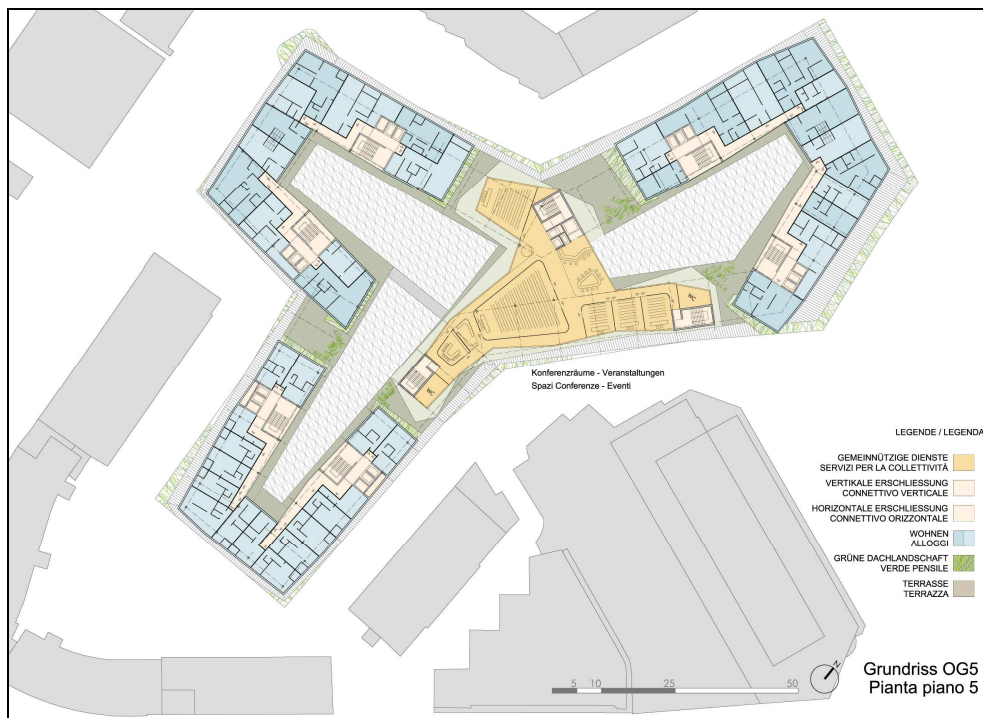 WC
WC
Konferenzräume - Veranstaltungen
Spazi Conferenze - Eventi
LEGENDE / LEGENDA
GEMEINNÜTZIGE DIENSTE
SERVIZI PER LA COLLETTIVITÀ
VERTIKALE ERSCHLIESSUNG
CONNETTIVO VERTICALE
HORIZONTALE ERSCHLIESSUNG
CONNETTIVO ORIZZONTALE
WOHNEN
ALLOGGI
GRÜNE DACHLANDSCHAFT
VERDE PENSILE
TERRASSE
TERRAZZA
N
5 10 25 50
Grundriss OG5
Pianta piano 5